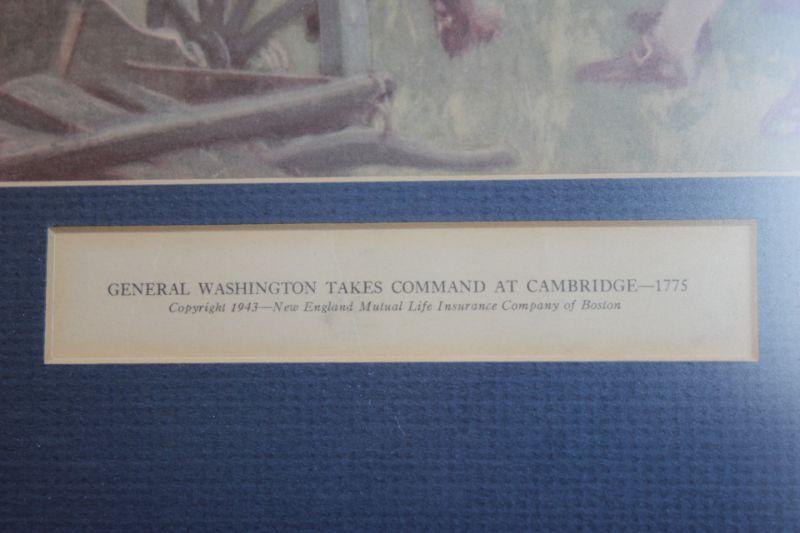 GENERAL WASHINGTON TAKES COMMAND AT CAMBRIDGE—1775
Copyright 1943—New England Mutual Life Insurance Company of Boston